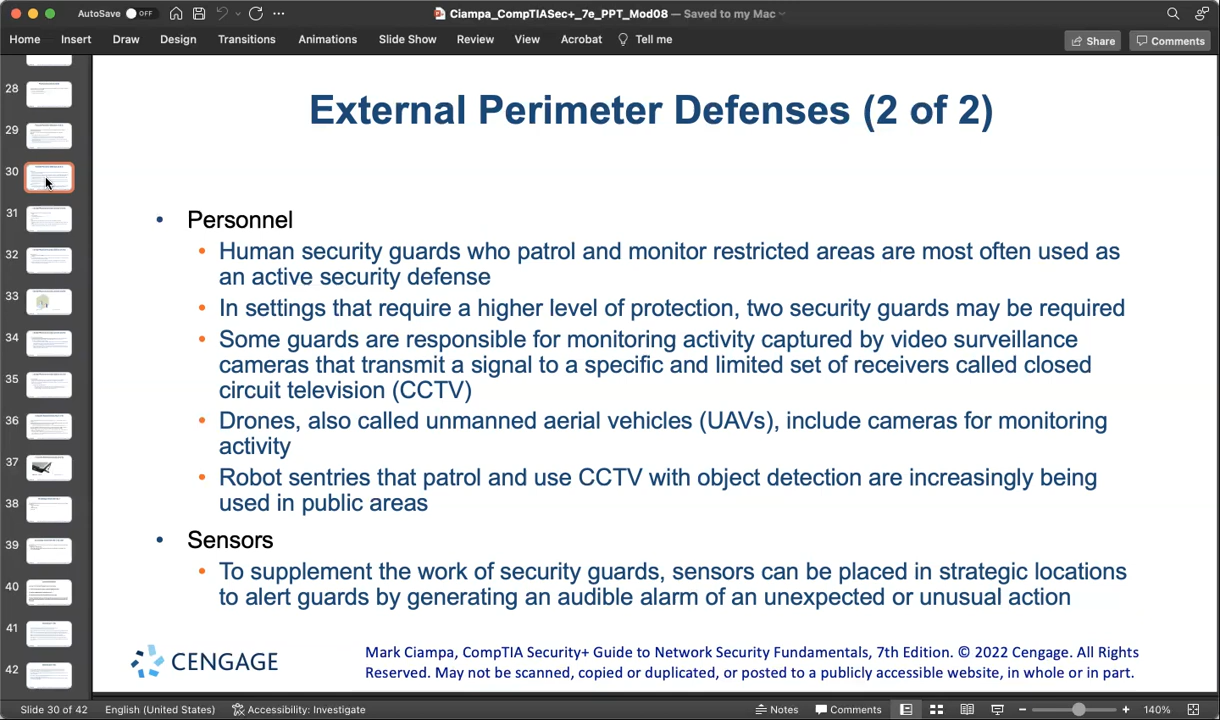 AutoSave OFF
Ciampa_CompTIASec+_7e_PPT_Mod08 — Saved to my Mac
Home Insert Draw Design Transitions Animations Slide Show Review View Acrobat Tell me
Share Comments
28
29
30
31
32
33
34
35
36
37
38
39
40
41
42
External Perimeter Defenses (2 of 2)
• Personnel
• Human security guards who patrol and monitor restricted areas are most often used as
an active security defense
• In settings that require a higher level of protection, two security guards may be required
• Some guards are responsible for monitoring activity captured by video surveillance
cameras that transmit a signal to a specific and limited set of receivers called closed
circuit television (CCTV)
• Drones, also called unmanned aerial vehicles (UAVs), include cameras for monitoring
activity
• Robot sentries that patrol and use CCTV with object detection are increasingly being
used in public areas
• Sensors
• To supplement the work of security guards, sensors can be placed in strategic locations
to alert guards by generating an audible alarm of an unexpected or unusual action
CENGAGE
Mark Ciampa, CompTIA Security+ Guide to Network Security Fundamentals, 7th Edition. © 2022 Cengage. All Rights
Reserved. May not be scanned, copied or duplicated, or posted to a publicly accessible website, in whole or in part.
Slide 30 of 42 English (United States) Accessibility: Investigate Notes Comments 140%